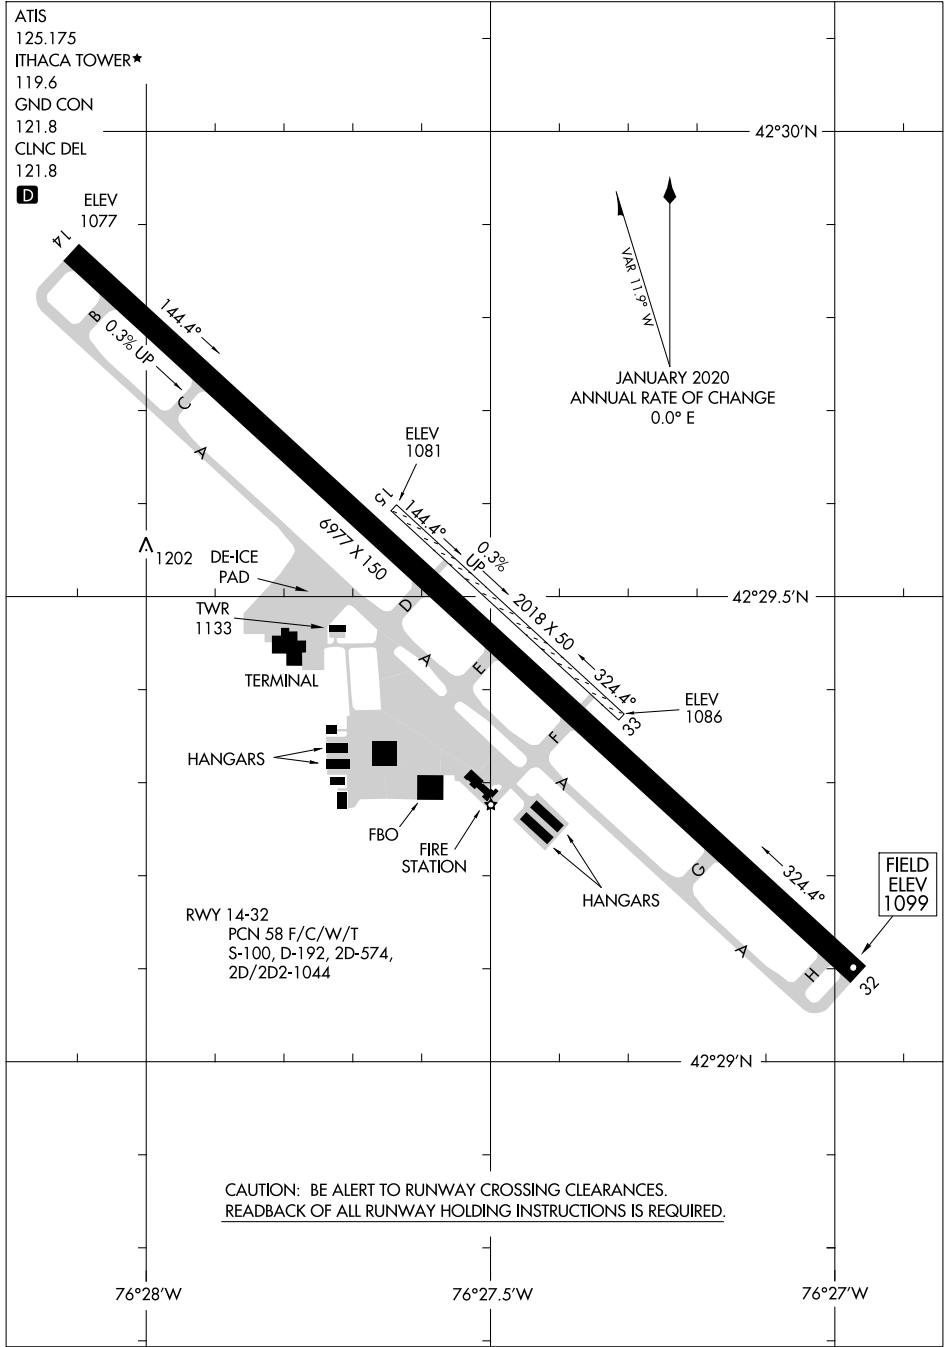 ATIS
125.175
ITHACA TOWER★
119.6
GND CON
121.8
CLNC DEL
121.8
D
42°30'N
ELEV
1077
14
VAR 11.9° W
JANUARY 2020
ANNUAL RATE OF CHANGE
0.0° E
144.4°
B
0.3% UP
C
A
ELEV
1081
15
144.4°
0.3%
UP
6977 X 150
1202
DE-ICE
PAD
2018 X 50
42°29.5'N
D
TWR
1133
TERMINAL
A
E
324.4°
ELEV
1086
33
F
HANGARS
A
FBO
FIRE
STATION
HANGARS
G
324.4°
FIELD
ELEV
1099
RWY 14-32
PCN 58 F/C/W/T
S-100, D-192, 2D-574,
2D/2D2-1044
A
H
32
42°29'N
CAUTION: BE ALERT TO RUNWAY CROSSING CLEARANCES.
READBACK OF ALL RUNWAY HOLDING INSTRUCTIONS IS REQUIRED.
76°28'W
76°27.5'W
76°27'W